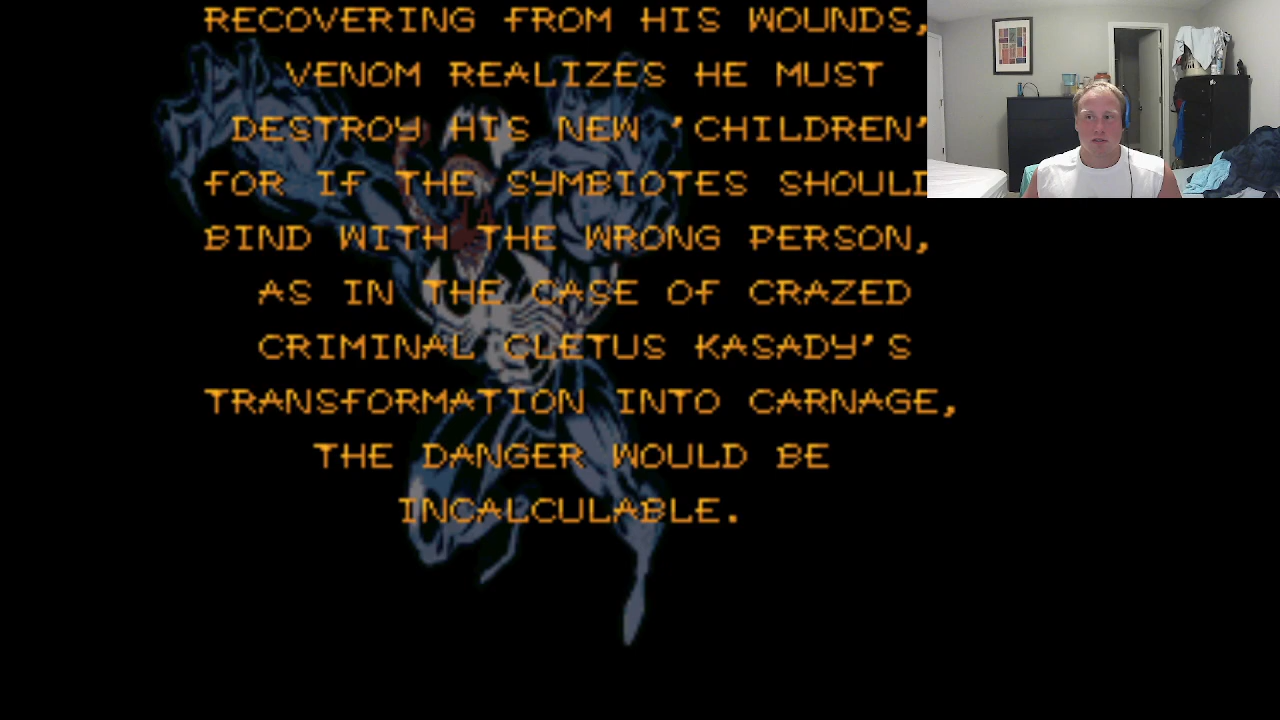 RECOVERING FROM HIS WOUNDS,
VENOM REALIZES HE MUST
DESTROY HIS NEW 'CHILDREN'
FOR IF THE SYMBIOTES SHOULD
BIND WITH THE WRONG PERSON,
AS IN THE CASE OF CRAZED
CRIMINAL CLETUS KASADY'S
TRANSFORMATION INTO CARNAGE,
THE DANGER WOULD BE
INCALCULABLE.